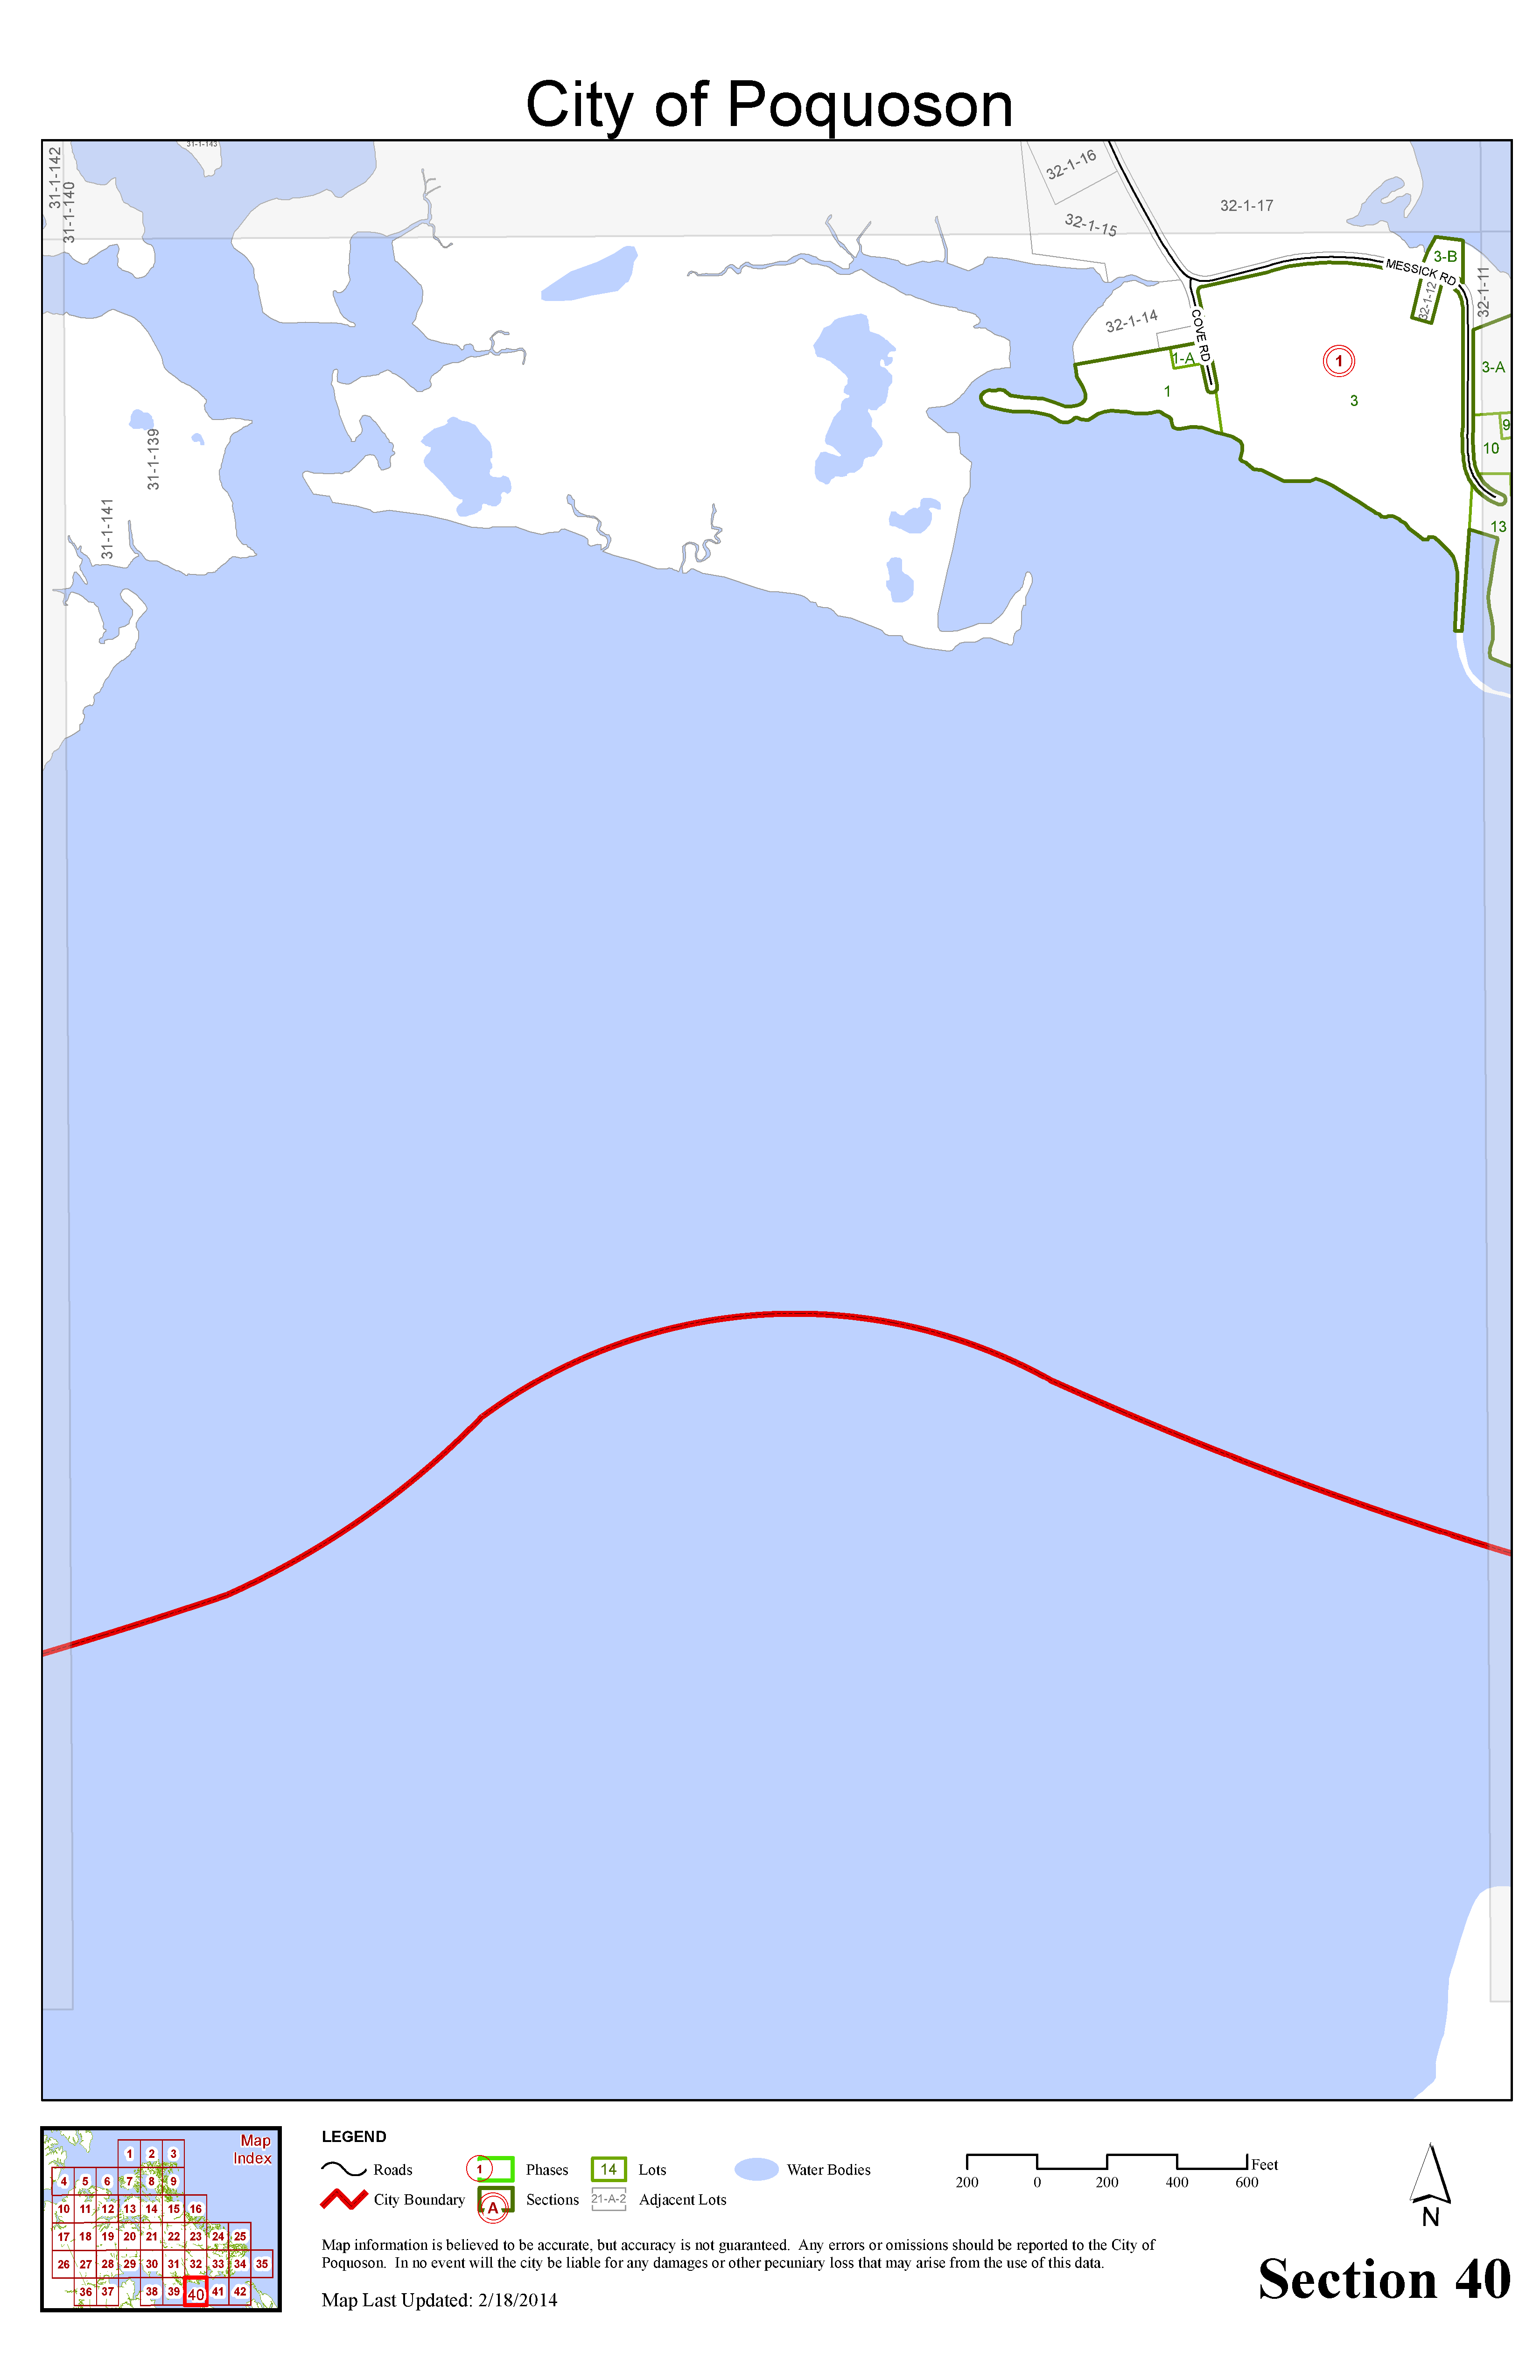 City of Poquoson
31-1-142
31-1-140
31-1-143
32-1-16
32-1-15
32-1-17
32-1-14
COVE RD
MESSICK RD
3-B
32-1-12
32-1-11
1-A
1
1
3
3-A
9
10
13
31-1-139
31-1-141
Map
Index
1 2 3
4 5 6 7 8 9
10 11 12 13 14 15 16
17 18 19 20 21 22 23 24 25
26 27 28 29 30 31 32 33 34 35
36 37 38 39 40 41 42
LEGEND
Roads 1 Phases 14 Lots Water Bodies
City Boundary A Sections 21-A-2 Adjacent Lots
Feet
200 0 200 400 600
N
Map information is believed to be accurate, but accuracy is not guaranteed. Any errors or omissions should be reported to the City of
Poquoson. In no event will the city be liable for any damages or other pecuniary loss that may arise from the use of this data.
Map Last Updated: 2/18/2014
Section 40